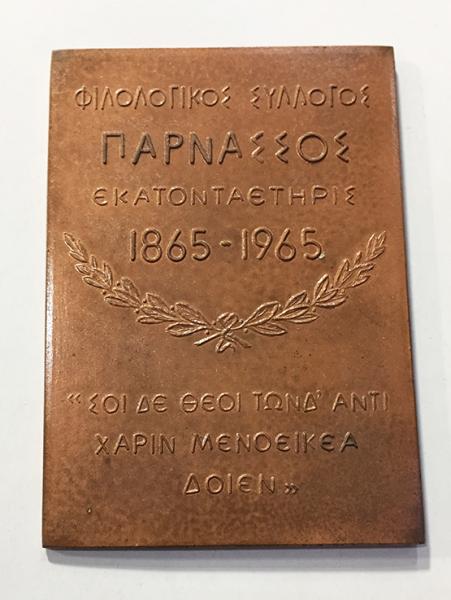 ΦΙΛΟΛΟΓΙΚΟΣ ΣΥΛΛΟΓΟΣ
ΠΑΡΝΑΣΣΟΣ
ΕΚΑΤΟΝΤΑΕΤΗΡΙΣ
1865-1965
“ΣΟΙ ΔΕ ΘΕΟΙ ΤΩΝΔ' ΑΝΤΙ
ΧΑΡΙΝ ΜΕΝΟΕΙΚΕΑ
ΔΟΙΕΝ»